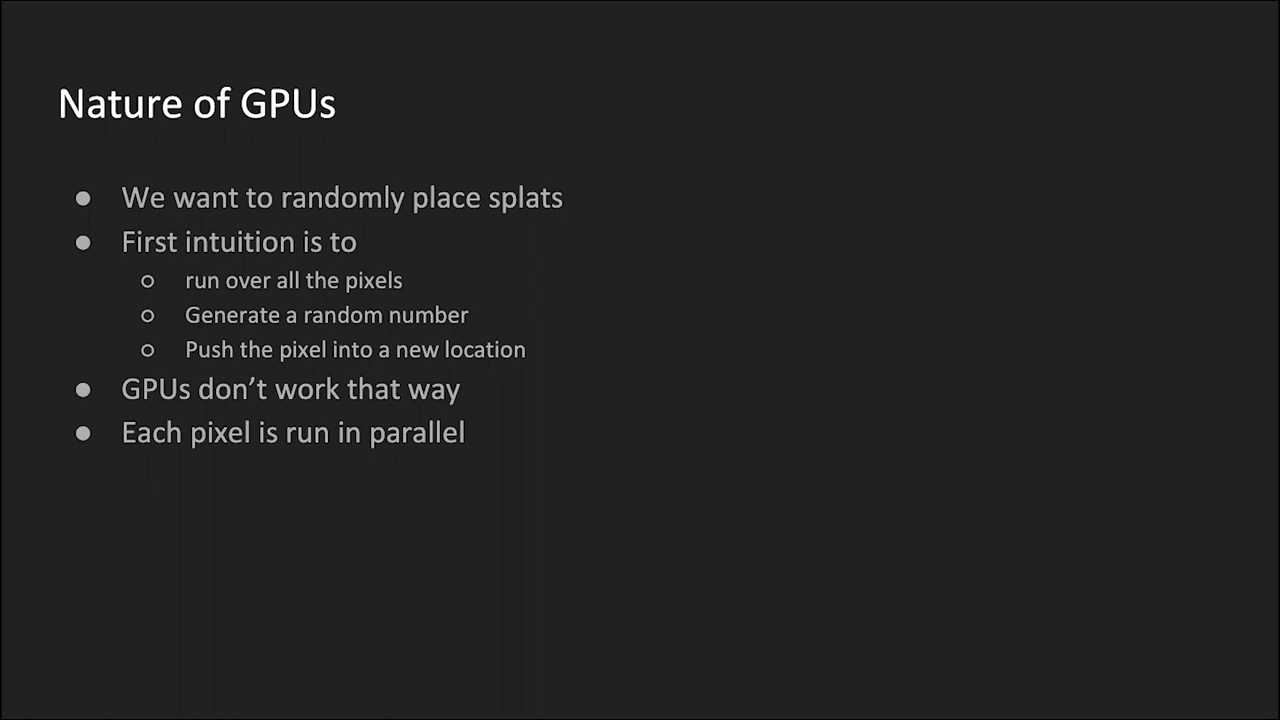 Nature of GPUs
● We want to randomly place splats
● First intuition is to
○ run over all the pixels
○ Generate a random number
○ Push the pixel into a new location
● GPUs don’t work that way
● Each pixel is run in parallel